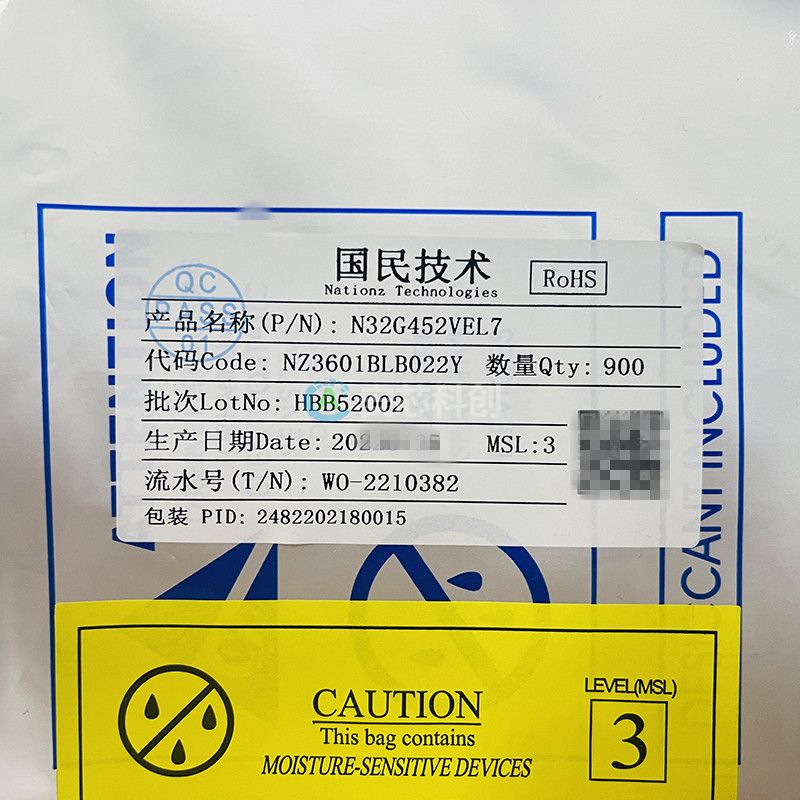 国民技术
Nationz Technologies
RoHS
QC
PASS
01
产品名称(P/N): N32G452VEL7
代码Code: NZ3601BLB022Y 数量Qty: 900
批次LotNo: HBB52002
生产日期Date: 202 MSL:3
流水号(T/N): WO-2210382
包装 PID: 2482202180015
CANT INCLUDED
CAUTION
This bag contains
MOISTURE-SENSITIVE DEVICES
LEVEL(MSL)
3